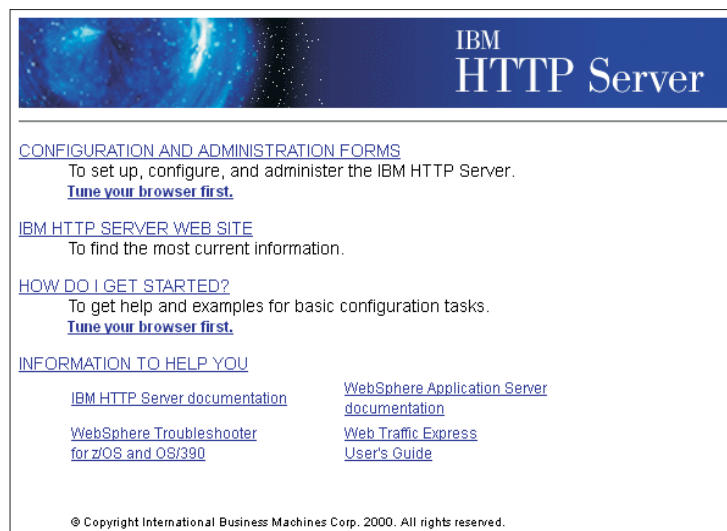 IBM
HTTP Server
CONFIGURATION AND ADMINISTRATION FORMS
To set up, configure, and administer the IBM HTTP Server.
Tune your browser first.
IBM HTTP SERVER WEB SITE
To find the most current information.
HOW DO I GET STARTED?
To get help and examples for basic configuration tasks.
Tune your browser first.
INFORMATION TO HELP YOU
IBM HTTP Server documentation
WebSphere Application Server
documentation
WebSphere Troubleshooter
for z/OS and OS/390
Web Traffic Express
User's Guide
© Copyright International Business Machines Corp. 2000. All rights reserved.